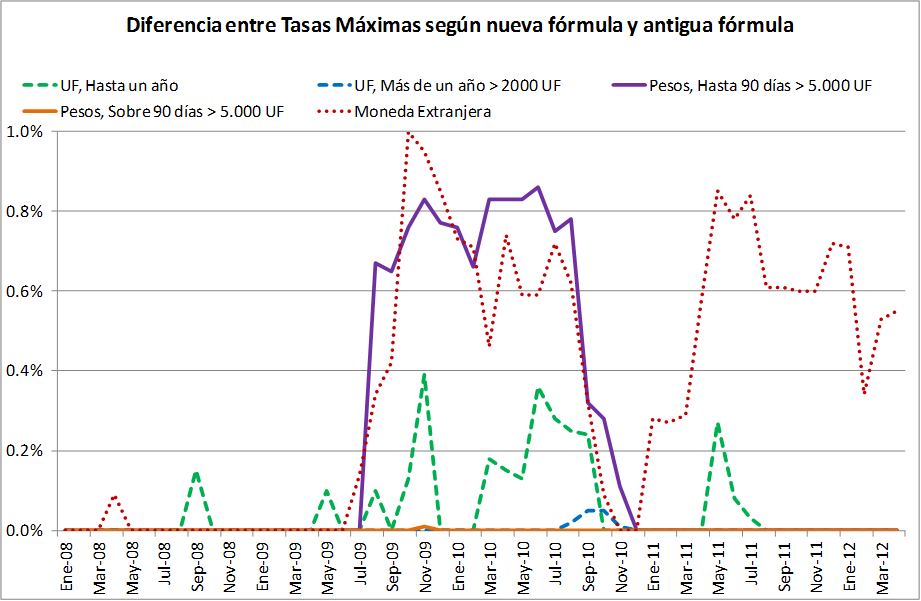 Diferencia entre Tasas Máximas según nueva fórmula y antigua fórmula
UF, Hasta un año
UF, Más de un año > 2000 UF
Pesos, Hasta 90 días > 5.000 UF
Pesos, Sobre 90 días > 5.000 UF
Moneda Extranjera
1.0%
0.8%
0.6%
0.4%
0.2%
0.0%
Ene-08
Mar-08
May-08
Jul-08
Sep-08
Nov-08
Ene-09
Mar-09
May-09
Jul-09
Sep-09
Nov-09
Ene-10
Mar-10
May-10
Jul-10
Sep-10
Nov-10
Ene-11
Mar-11
May-11
Jul-11
Sep-11
Nov-11
Ene-12
Mar-12